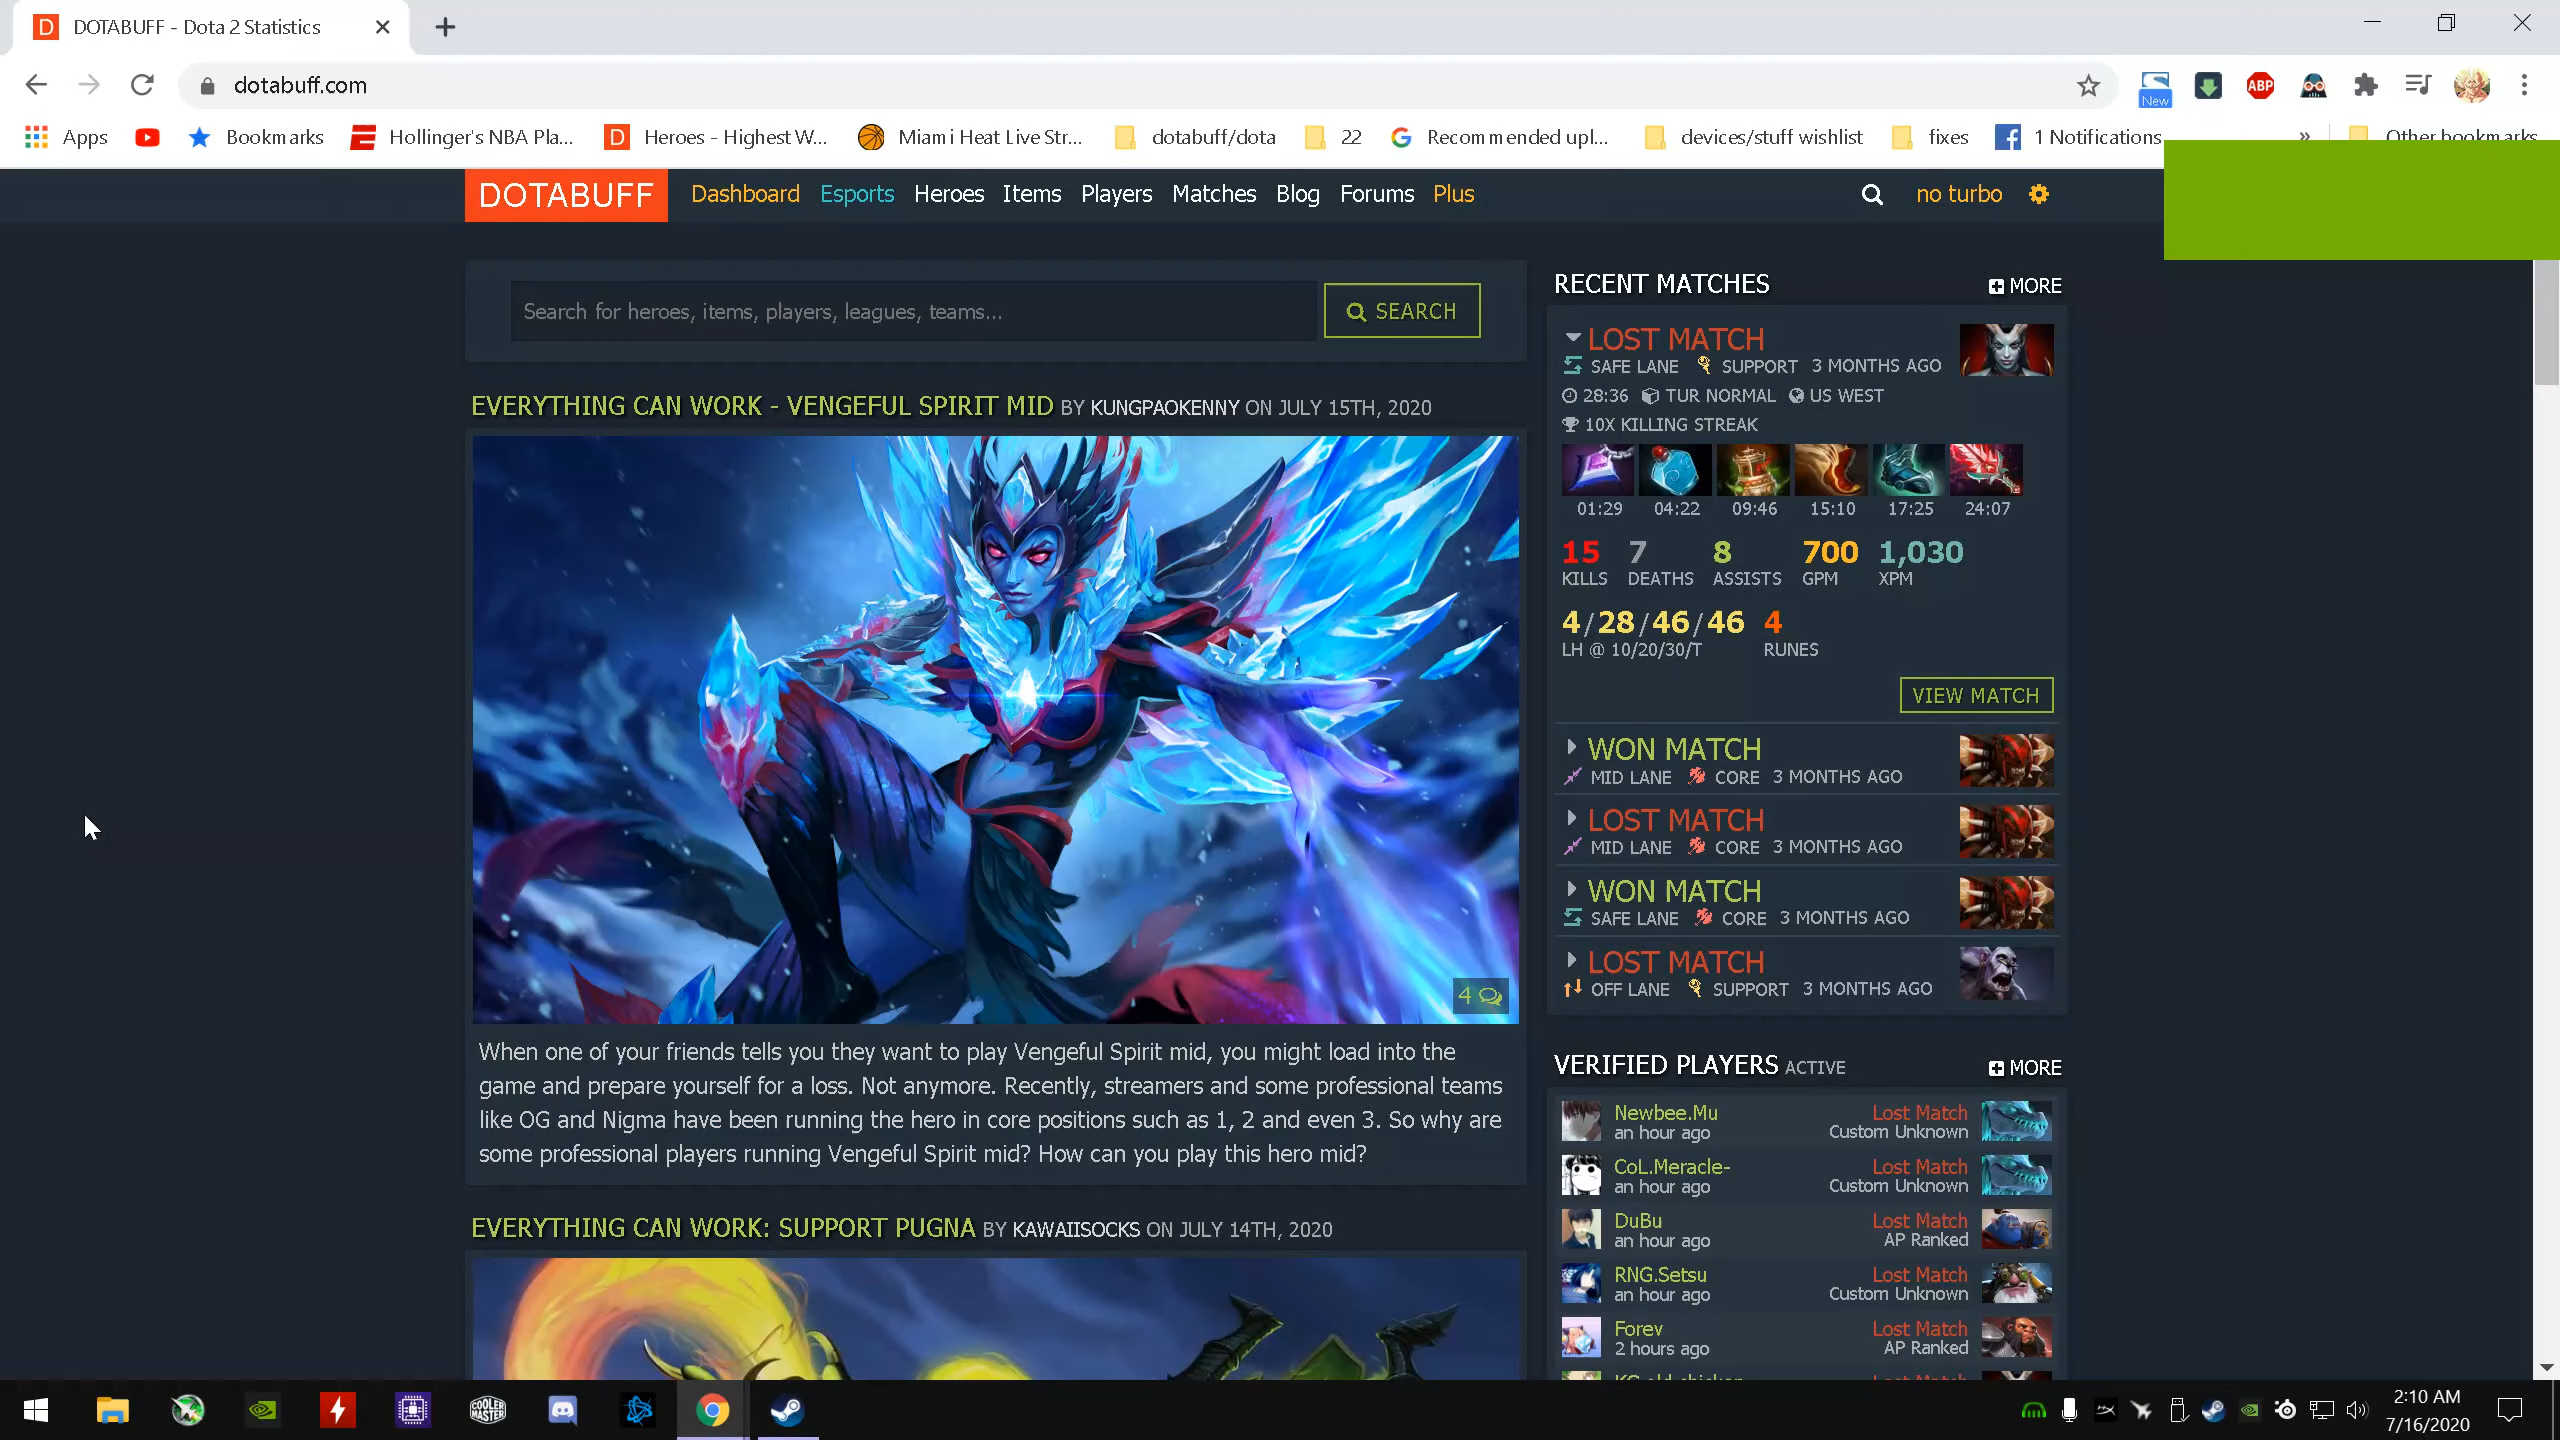 DOTABUFF - Dota 2 Statistics
dotabuff.com
New
ABP
Apps
Bookmarks
Hollinger's NBA Pla...
Heroes - Highest W...
Miami Heat Live Str...
dotabuff/dota
22
Recommended upl...
devices/stuff wishlist
fixes
1 Notifications
»
Other bookmarks
DOTABUFF
Dashboard Esports Heroes Items Players Matches Blog Forums Plus
no turbo
Search for heroes, items, players, leagues, teams...
SEARCH
EVERYTHING CAN WORK - VENGEFUL SPIRIT MID BY KUNGPAOKENNY ON JULY 15TH, 2020
4
When one of your friends tells you they want to play Vengeful Spirit mid, you might load into the
game and prepare yourself for a loss. Not anymore. Recently, streamers and some professional teams
like OG and Nigma have been running the hero in core positions such as 1, 2 and even 3. So why are
some professional players running Vengeful Spirit mid? How can you play this hero mid?
EVERYTHING CAN WORK: SUPPORT PUGNA BY KAWAIISOCKS ON JULY 14TH, 2020
RECENT MATCHES
MORE
LOST MATCH
SAFE LANE SUPPORT 3 MONTHS AGO
28:36 TUR NORMAL US WEST
10X KILLING STREAK
01:29 04:22 09:46 15:10 17:25 24:07
15 7 8 700 1,030
KILLS DEATHS ASSISTS GPM XPM
4/28/46/46 4
LH @ 10/20/30/T RUNES
VIEW MATCH
WON MATCH
MID LANE CORE 3 MONTHS AGO
LOST MATCH
MID LANE CORE 3 MONTHS AGO
WON MATCH
SAFE LANE CORE 3 MONTHS AGO
LOST MATCH
OFF LANE SUPPORT 3 MONTHS AGO
VERIFIED PLAYERS ACTIVE
MORE
Newbee.Mu Lost Match
an hour ago Custom Unknown
CoL.Meracle- Lost Match
an hour ago Custom Unknown
DuBu Lost Match
an hour ago AP Ranked
RNG.Setsu Lost Match
an hour ago Custom Unknown
Forev Lost Match
2 hours ago AP Ranked
COOLER MASTER
2:10 AM
7/16/2020